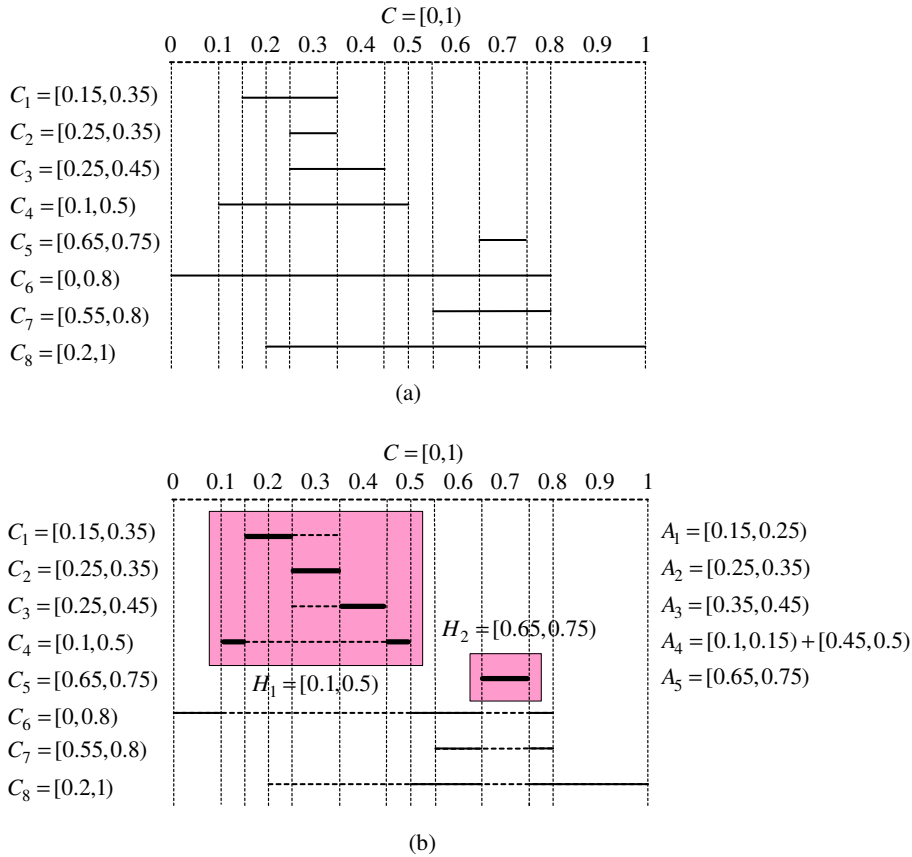 C = [0,1)
0 0.1 0.2 0.3 0.4 0.5 0.6 0.7 0.8 0.9 1
C1 = [0.15, 0.35)
C2 = [0.25, 0.35)
C3 = [0.25, 0.45)
C4 = [0.1, 0.5)
C5 = [0.65, 0.75)
C6 = [0, 0.8)
C7 = [0.55, 0.8)
C8 = [0.2, 1)
(a)
C = [0,1)
0 0.1 0.2 0.3 0.4 0.5 0.6 0.7 0.8 0.9 1
C1 = [0.15, 0.35) A1 = [0.15, 0.25)
C2 = [0.25, 0.35) A2 = [0.25, 0.35)
C3 = [0.25, 0.45) A3 = [0.35, 0.45)
C4 = [0.1, 0.5) H2 = [0.65, 0.75) A4 = [0.1, 0.15) + [0.45, 0.5)
C5 = [0.65, 0.75) H1 = [0.1, 0.5) A5 = [0.65, 0.75)
C6 = [0, 0.8)
C7 = [0.55, 0.8)
C8 = [0.2, 1)
(b)